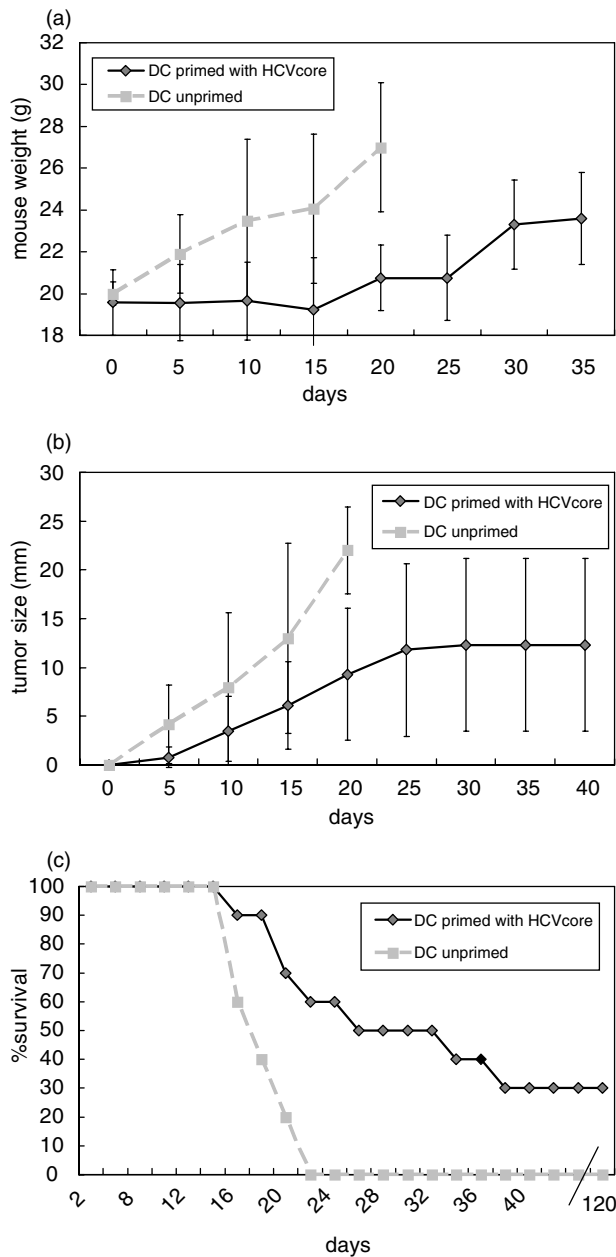 (a)
32
30
28
26
24
22
20
18
mouse weight (g)
DC primed with HCVcore
DC unprimed
0 5 10 15 20 25 30 35
days
(b)
30
25
20
15
10
5
0
tumor size (mm)
DC primed with HCVcore
DC unprimed
0 5 10 15 20 25 30 35 40
days
(c)
100
90
80
70
60
50
40
30
20
10
0
%survival
DC primed with HCVcore
DC unprimed
2 8 12 16 20 24 28 32 36 40 120
days